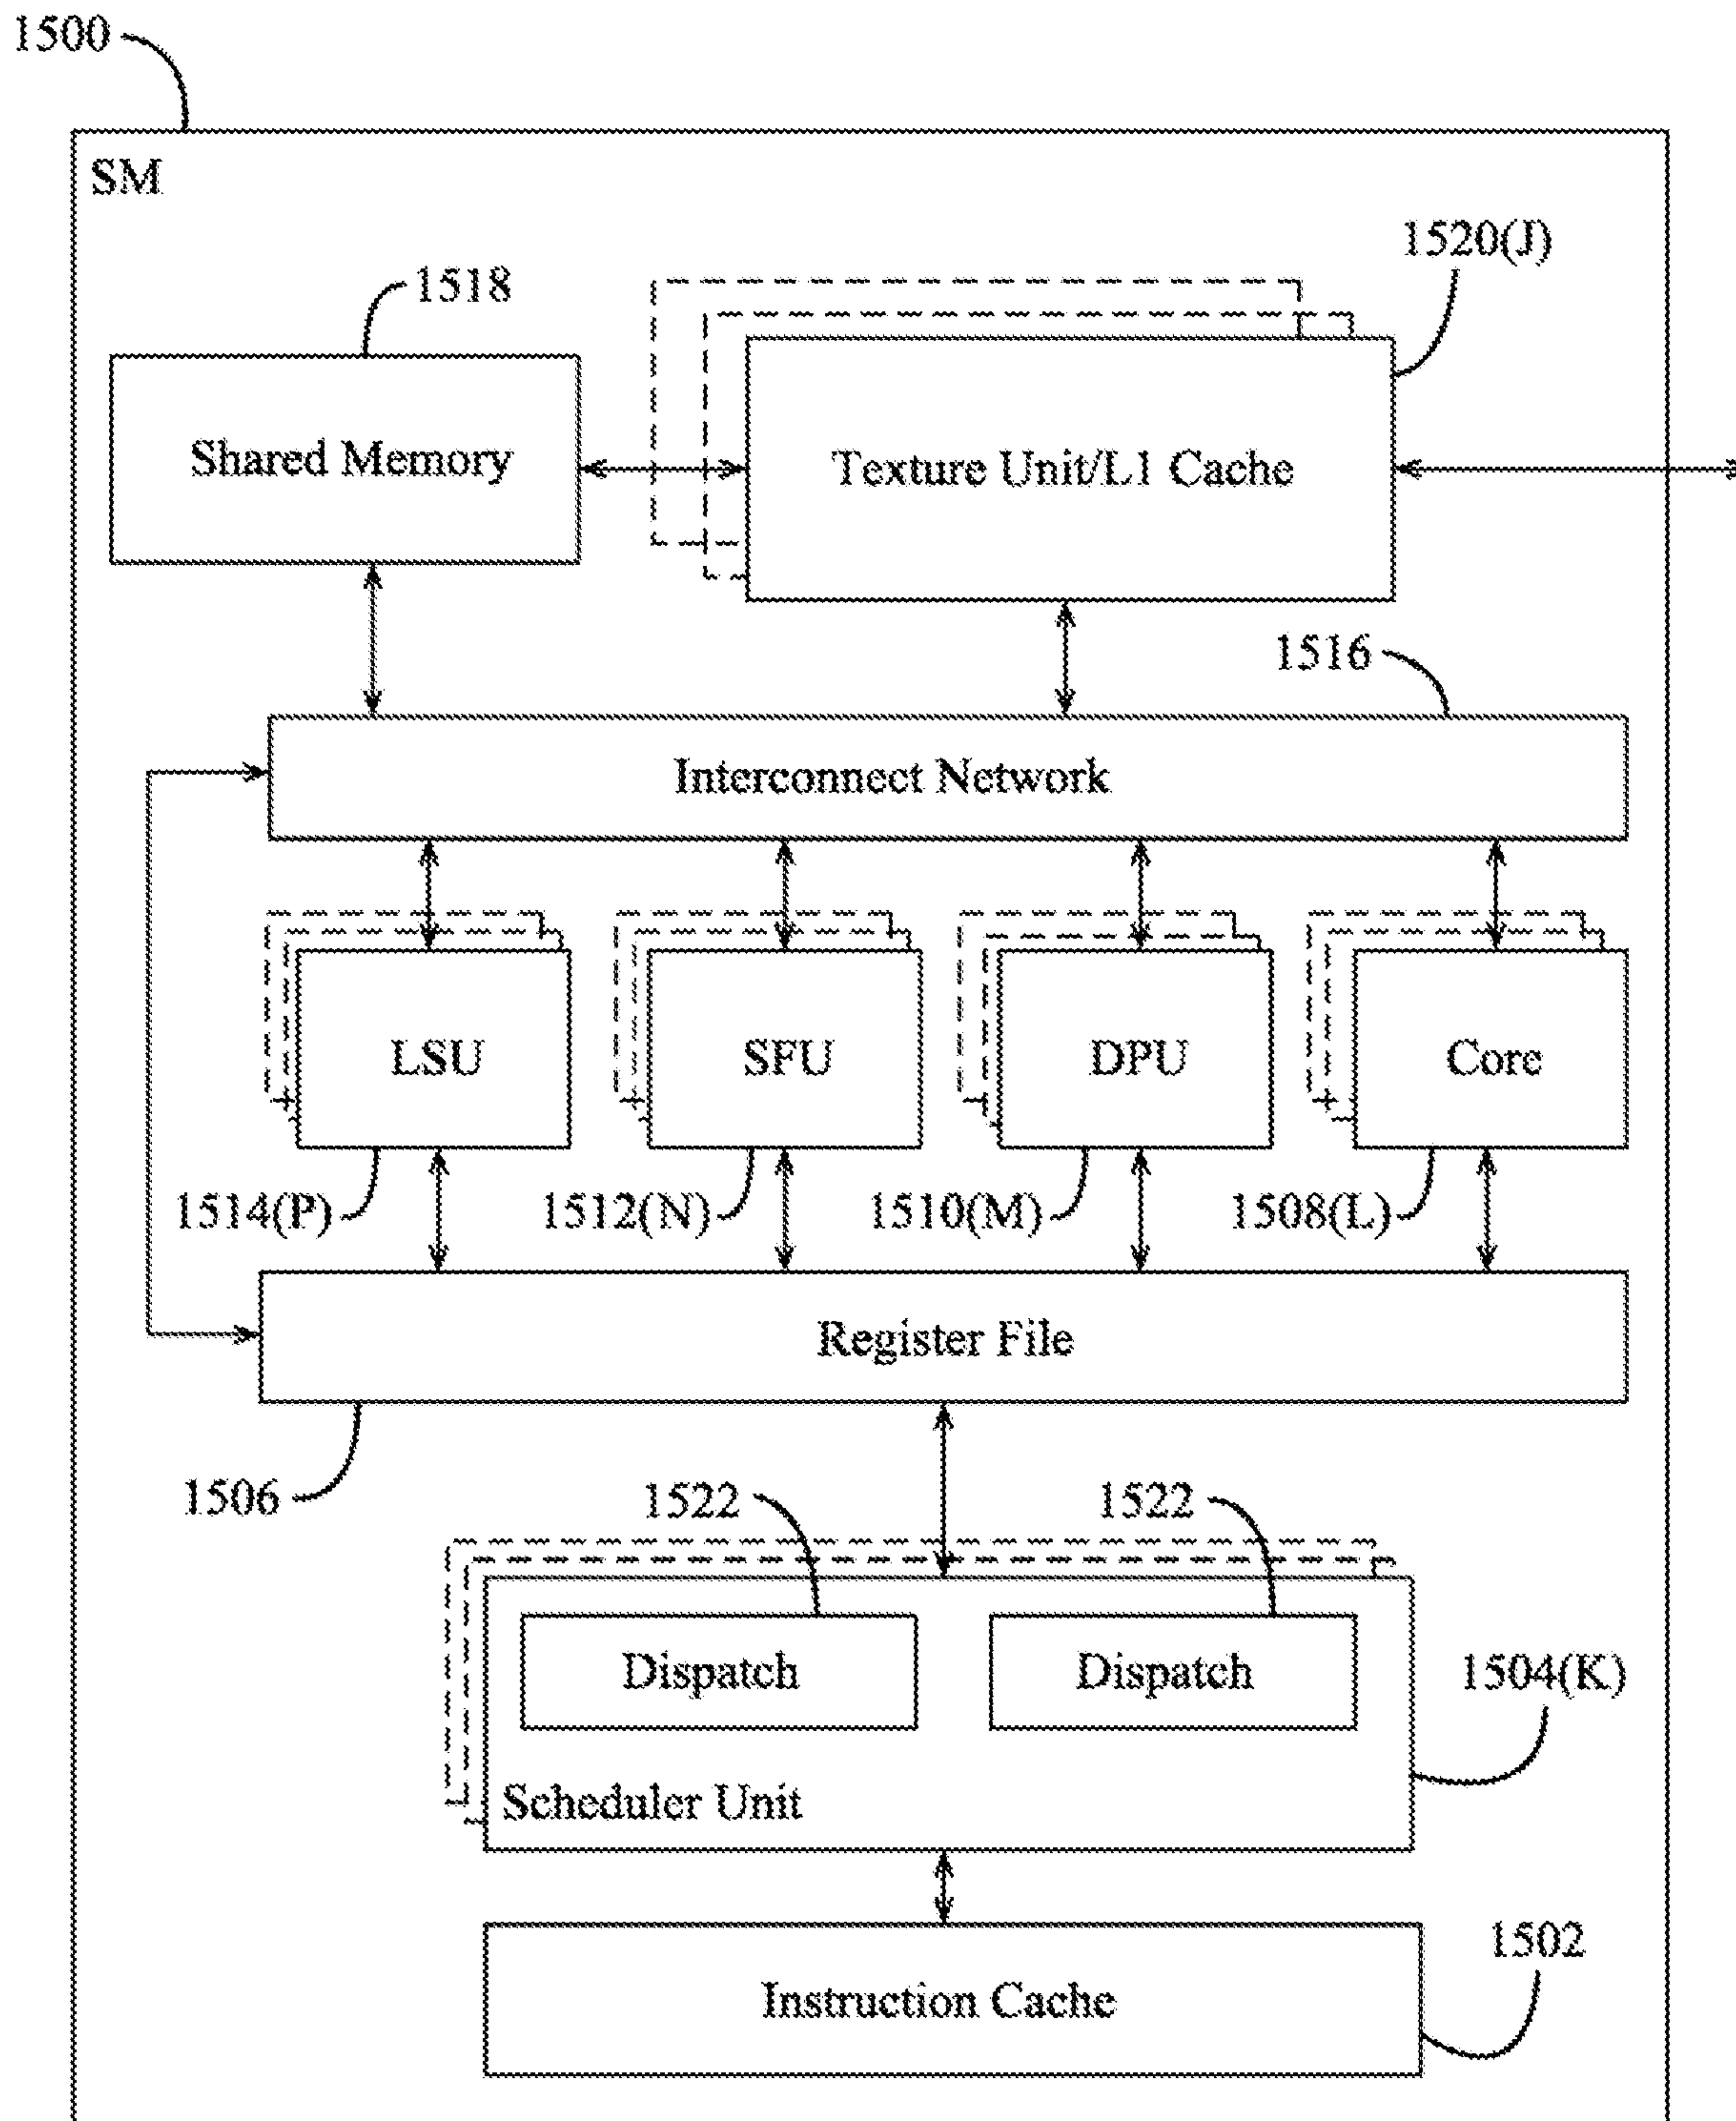 1500
SM
1520(J)
1518
Shared Memory
Texture Unit/L1 Cache
1516
Interconnect Network
LSU
SFU
DPU
Core
1514(P)
1512(N)
1510(M)
1508(L)
Register File
1506
1522
1522
Dispatch
Dispatch
1504(K)
Scheduler Unit
1502
Instruction Cache